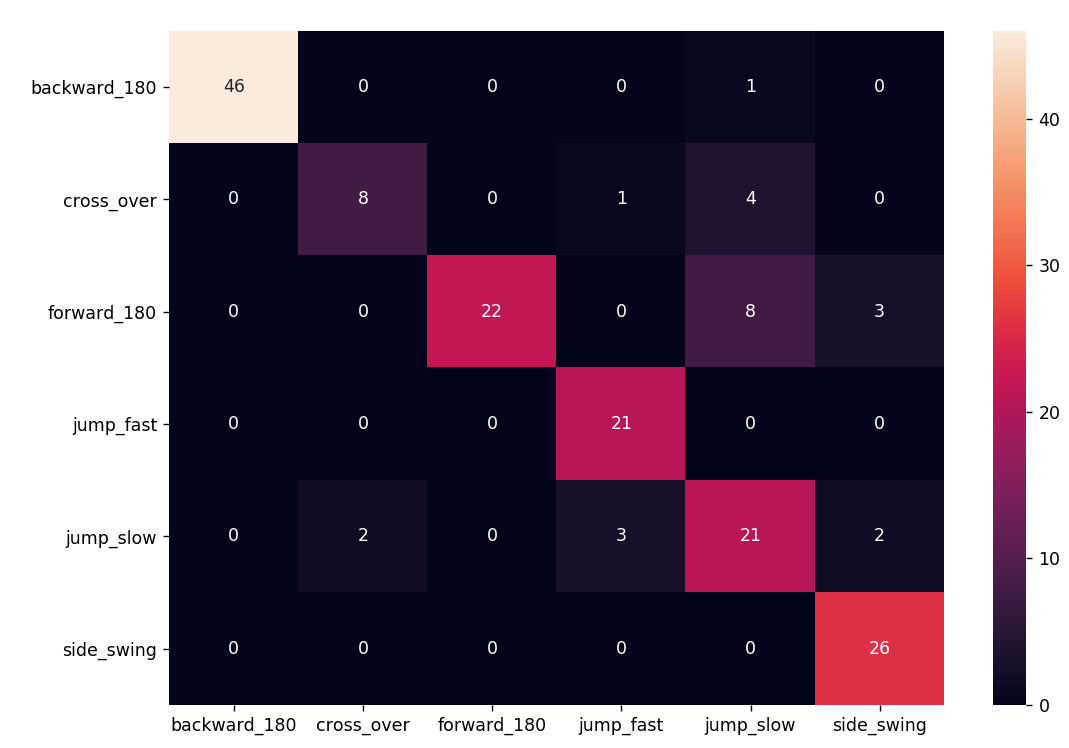 backward_180 46 0 0 0 1 0
cross_over 0 8 0 1 4 0
forward_180 0 0 22 0 8 3
jump_fast 0 0 0 21 0 0
jump_slow 0 2 0 3 21 2
side_swing 0 0 0 0 0 26
backward_180 cross_over forward_180 jump_fast jump_slow side_swing
40
30
20
10
0